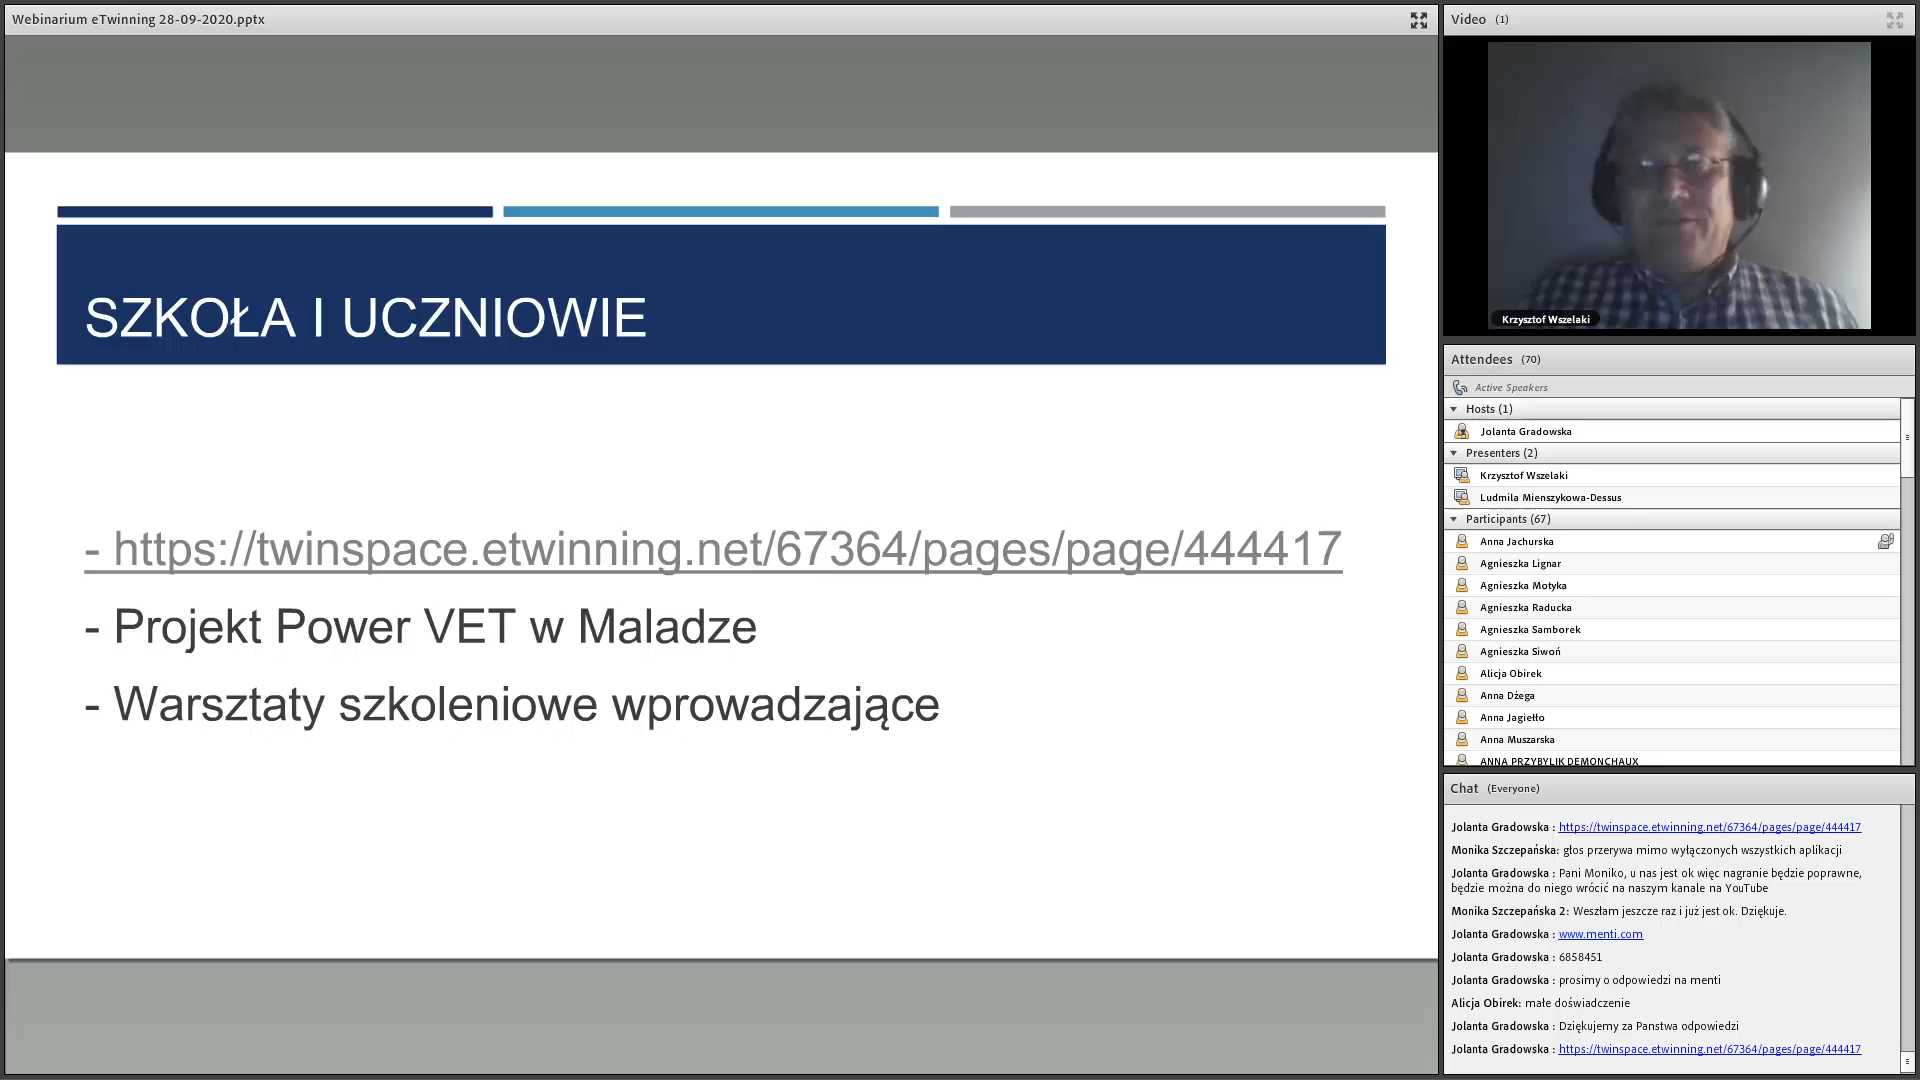 Webinarium eTwinning 28-09-2020.pptx
SZKOŁA I UCZNIOWIE
- https://twinspace.etwinning.net/67364/pages/page/444417
- Projekt Power VET w Maladze
- Warsztaty szkoleniowe wprowadzające
Video (1)
Krzysztof Wszelaki
Attendees (70)
Active Speakers
Hosts (1)
Jolanta Gradowska
Presenters (2)
Krzysztof Wszelaki
Ludmila Mienszykowa-Dessus
Participants (67)
Anna Jachurska
Agnieszka Lignar
Agnieszka Motyka
Agnieszka Raducka
Agnieszka Samborek
Agnieszka Siwoń
Alicja Obirek
Anna Dżega
Anna Jagiełło
Anna Muszarska
ANNA PRZYBYLIK DEMONCHAUX
Chat (Everyone)
Jolanta Gradowska : https://twinspace.etwinning.net/67364/pages/page/444417
Monika Szczepańska: głos przerywa mimo wyłączonych wszystkich aplikacji
Jolanta Gradowska : Pani Moniko, u nas jest ok więc nagranie będzie poprawne,
będzie można do niego wrócić na naszym kanale na YouTube
Monika Szczepańska 2: Weszłam jeszcze raz i już jest ok. Dziękuje.
Jolanta Gradowska : www.menti.com
Jolanta Gradowska : 6858451
Jolanta Gradowska : prosimy o odpowiedzi na menti
Alicja Obirek: małe doświadczenie
Jolanta Gradowska : Dziękujemy za Panstwa odpowiedzi
Jolanta Gradowska : https://twinspace.etwinning.net/67364/pages/page/444417